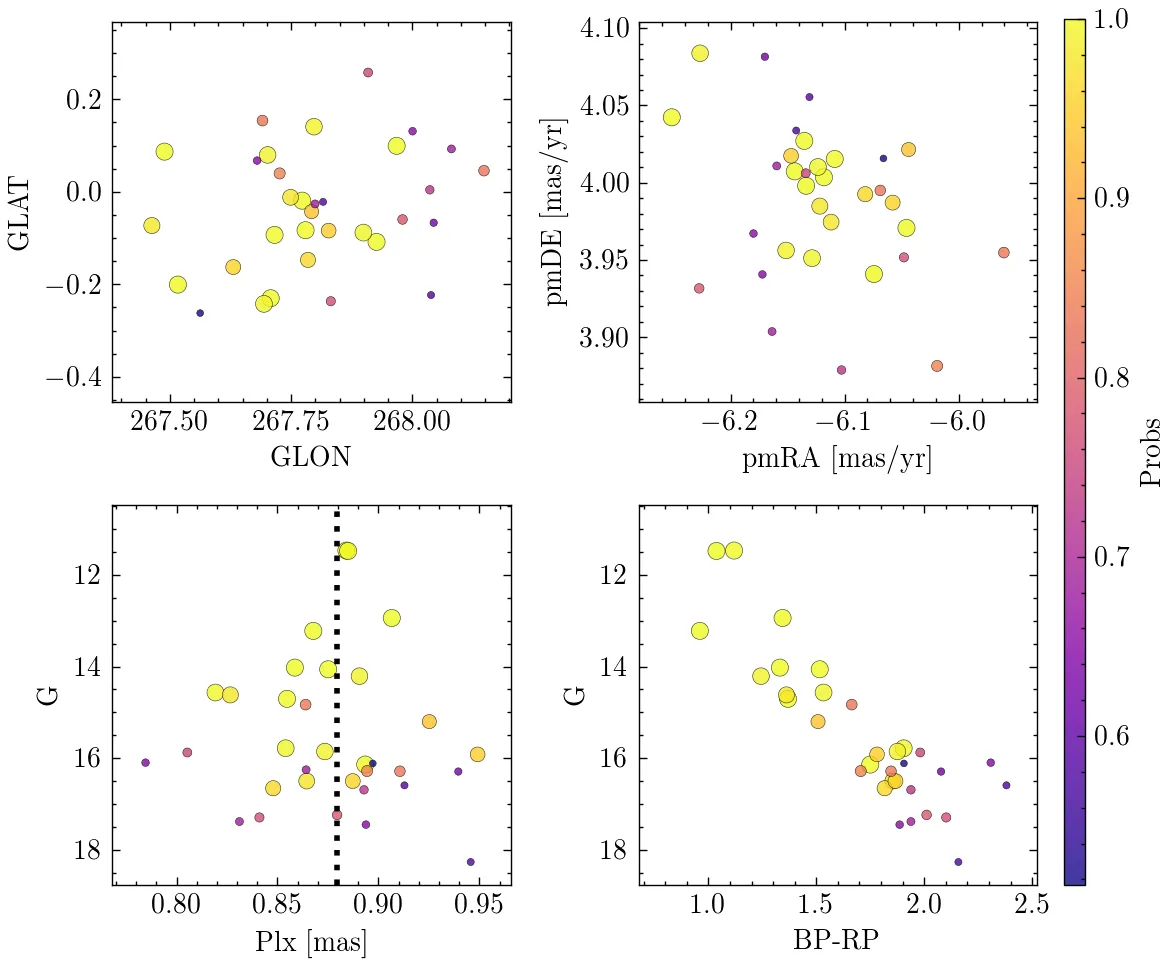 0.2
0.0
−0.2
−0.4
GLAT
267.50 267.75 268.00
GLON
4.10
4.05
4.00
3.95
3.90
pmDE [mas/yr]
−6.2 −6.1 −6.0
pmRA [mas/yr]
12
14
16
18
G
0.80 0.85 0.90 0.95
Plx [mas]
12
14
16
18
G
1.0 1.5 2.0 2.5
BP-RP
1.0
0.9
0.8
0.7
0.6
Probs